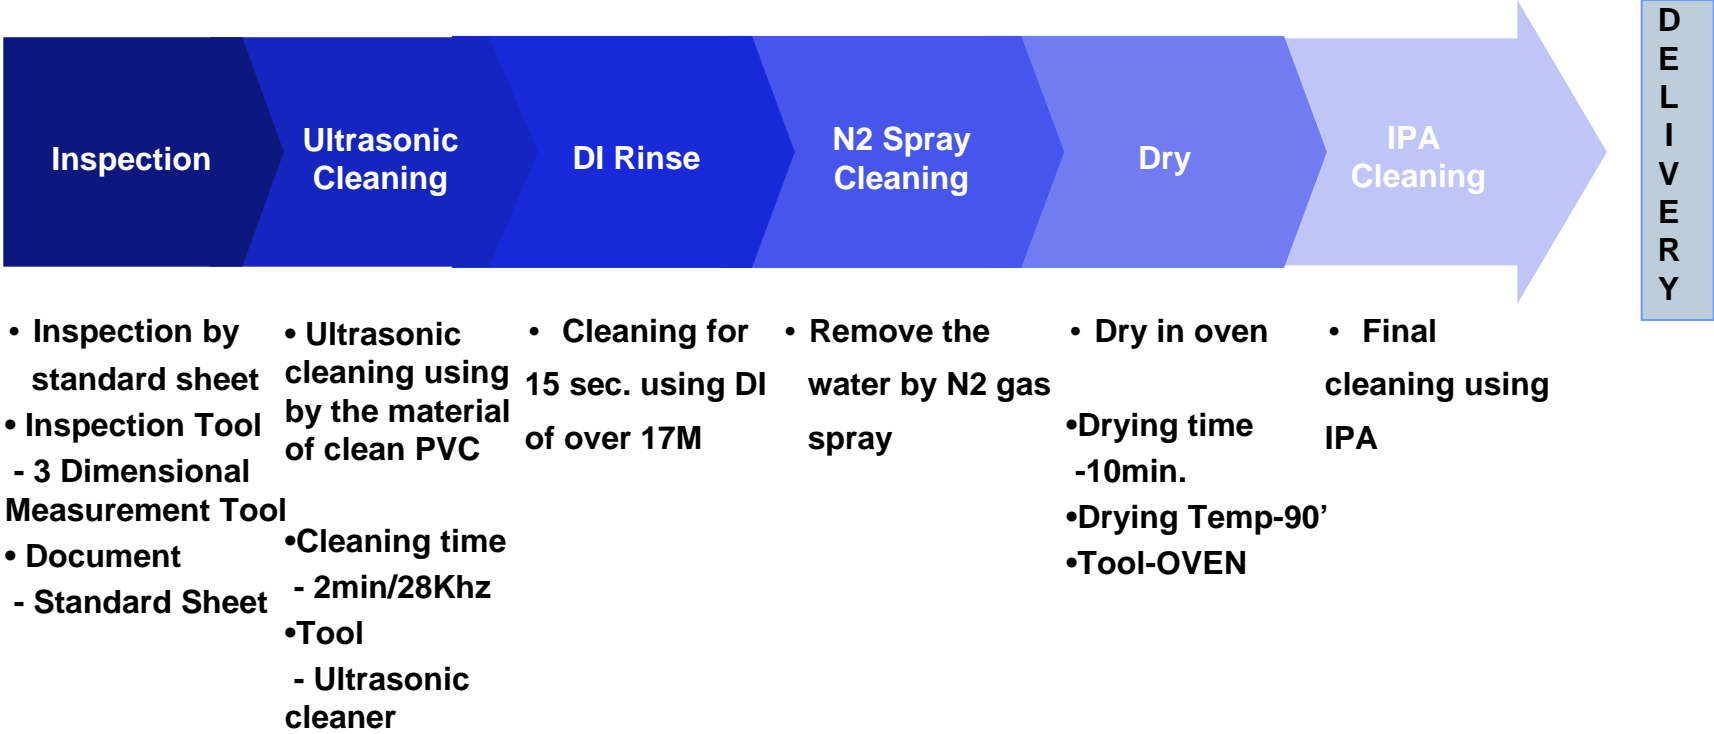 Inspection
Ultrasonic
Cleaning
DI Rinse
N2 Spray
Cleaning
Dry
IPA
Cleaning
DELIVERY
• Inspection by
standard sheet
• Inspection Tool
- 3 Dimensional
Measurement Tool
• Document
- Standard Sheet
• Ultrasonic
cleaning using
by the material
of clean PVC
•Cleaning time
- 2min/28Khz
•Tool
- Ultrasonic
cleaner
• Cleaning for
15 sec. using DI
of over 17M
• Remove the
water by N2 gas
spray
• Dry in oven
•Drying time
-10min.
•Drying Temp-90’
•Tool-OVEN
• Final
cleaning using
IPA